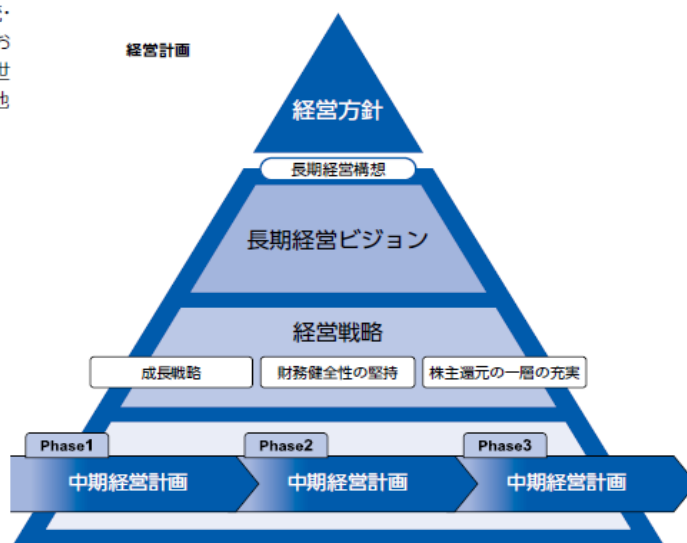 お
経営計画
世
地
経営方針
長期経営構想
長期経営ビジョン
経営戦略
成長戦略
財務健全性の堅持
株主還元の一層の充実
Phase1
Phase2
Phase3
中期経営計画
中期経営計画
中期経営計画